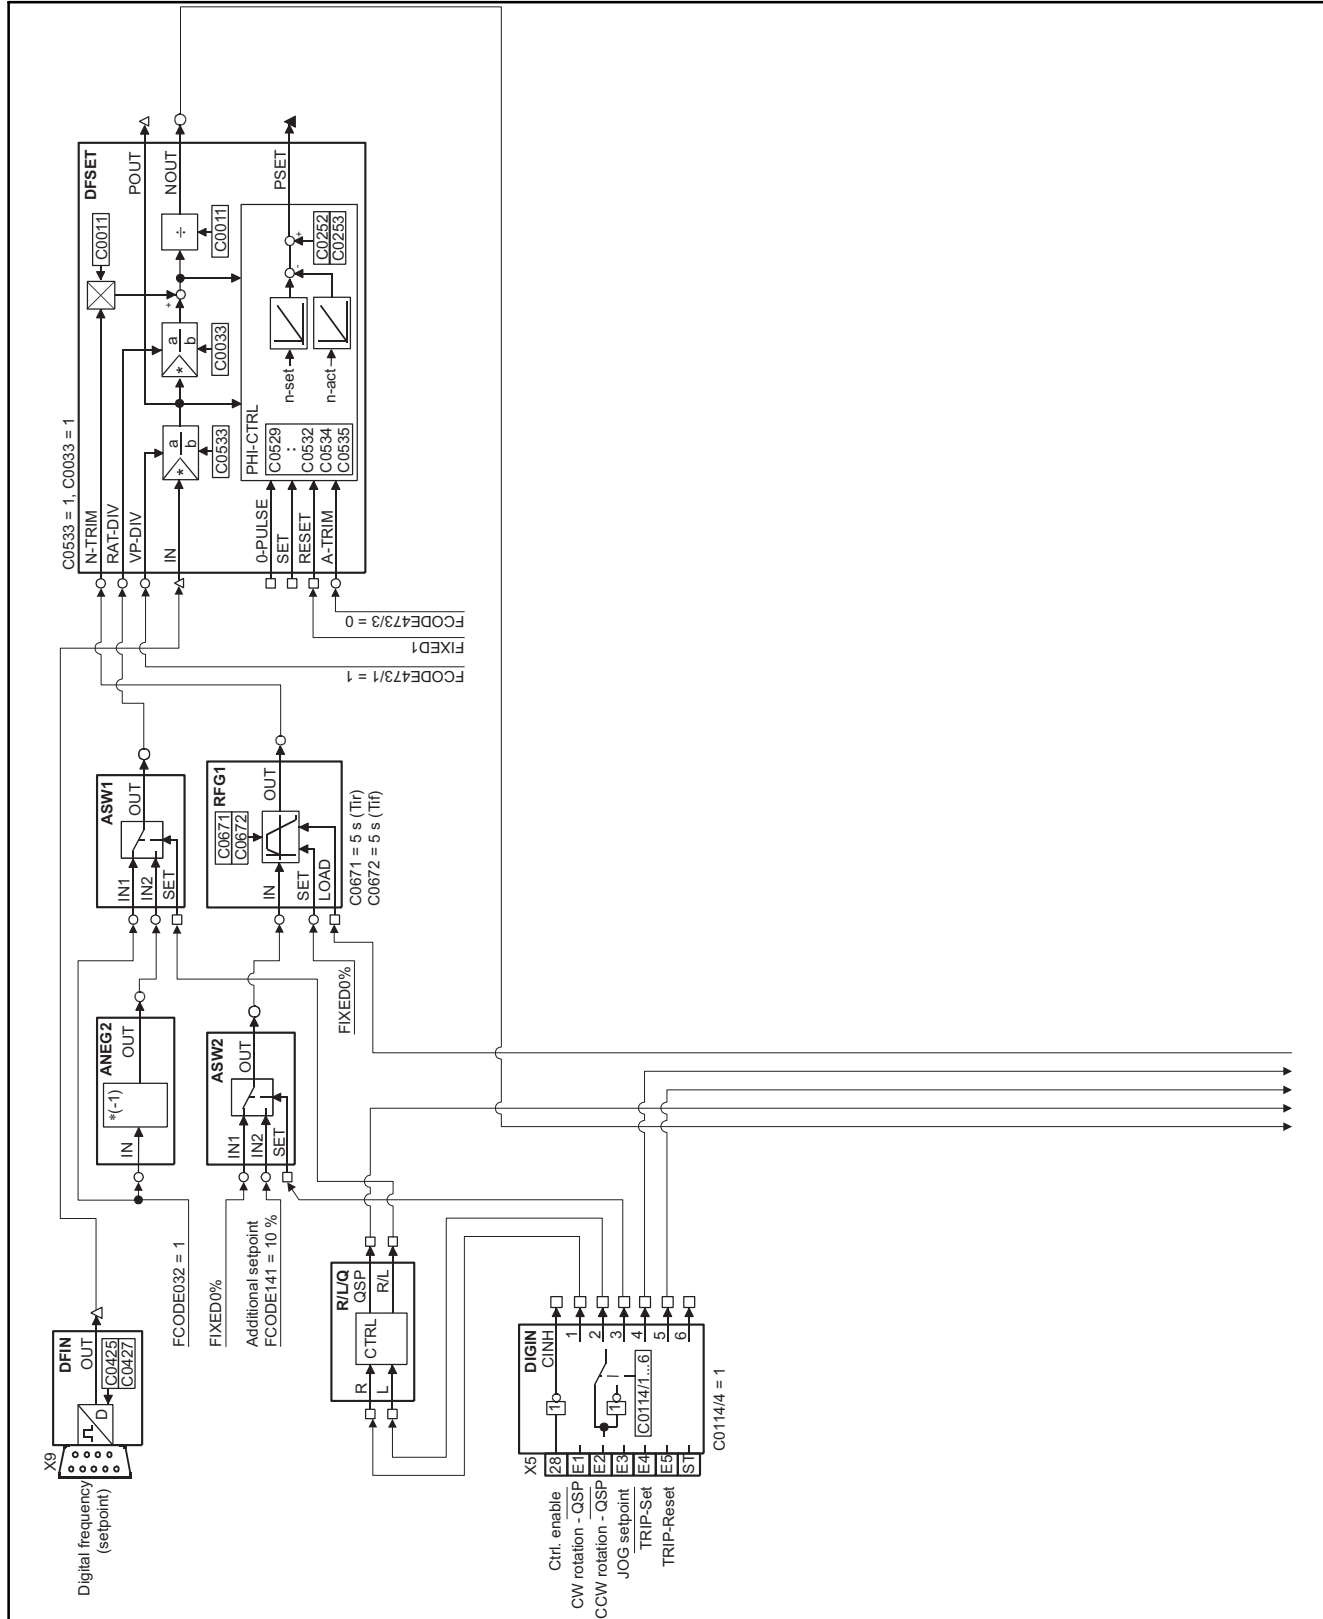 Digital frequency
(setpoint)
X9
DFIN
OUT
D
C0425
C0427
FCODE032 = 1
ANEG2
*(-1)
IN
OUT
ASW1
IN1
IN2
SET
OUT
FIXED0%
Additional setpoint
FCODE141 = 10 %
ASW2
IN1
IN2
SET
OUT
FIXED0%
RFG1
C0671
C0672
IN
SET
LOAD
OUT
C0671 = 5 s (Tir)
C0672 = 5 s (Tif)
R/L/Q
R
L
CTRL
QSP
R/L
X5
DIGIN
28
E1
E2
E3
E4
E5
ST
CINH
1
1
1
2
3
4
5
6
C0114/1...6
C0114/4 = 1
Ctrl. enable
CW rotation - QSP
CCW rotation - QSP
JOG setpoint
TRIP-Set
TRIP-Reset
C0533 = 1, C0033 = 1
DFSET
N-TRIM
RAT-DIV
VP-DIV
IN
0-PULSE
SET
RESET
A-TRIM
FCODE473/1 = 1
FIXED1
FCODE473/3 = 0
*
a
b
C0533
*
a
b
C0033
+
C0011
÷
C0011
POUT
NOUT
PSET
PHI-CTRL
C0529
:
C0532
C0534
C0535
n-set
n-act
-
+
C0252
C0253